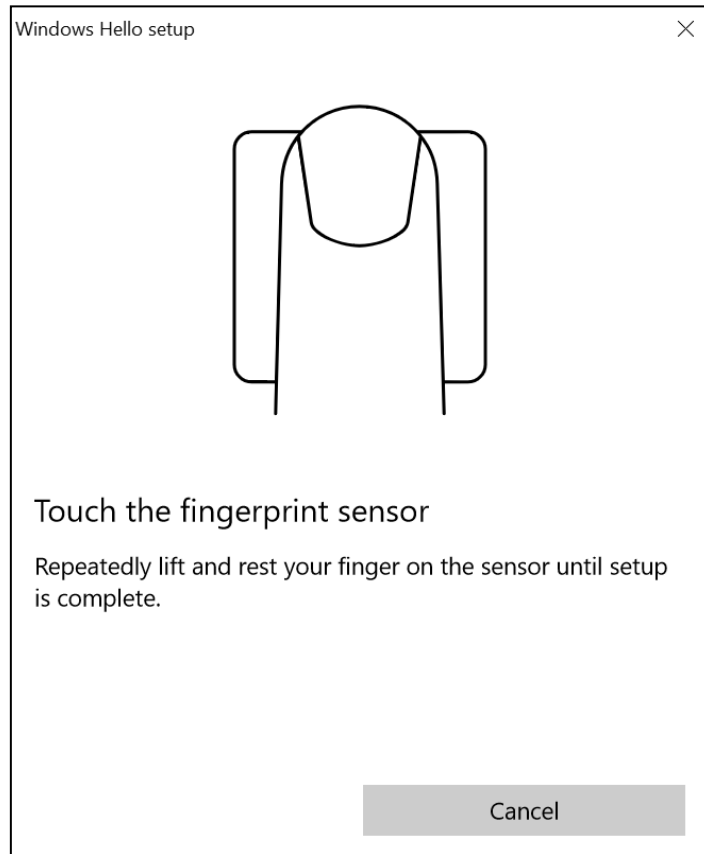 Windows Hello setup
Touch the fingerprint sensor
Repeatedly lift and rest your finger on the sensor until setup
is complete.
Cancel